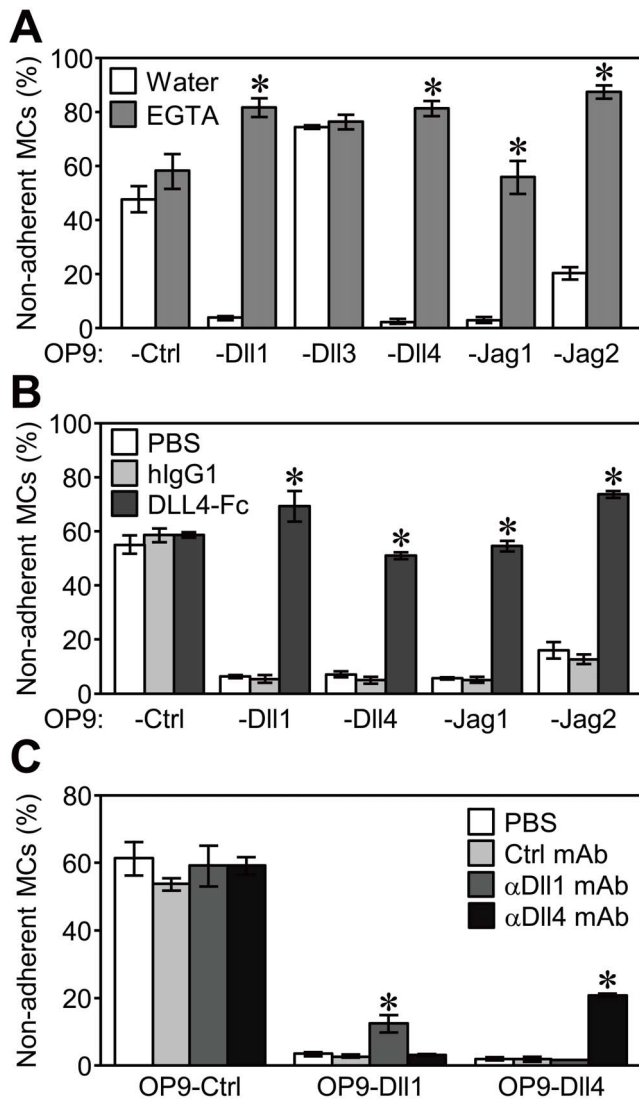 A
Non-adherent MCs (%)
100
80
60
40
20
0
Water
EGTA
* * * *
OP9: -Ctrl -Dll1 -Dll3 -Dll4 -Jag1 -Jag2
B
Non-adherent MCs (%)
100
80
60
40
20
0
PBS
hIgG1
DLL4-Fc
* * * *
OP9: -Ctrl -Dll1 -Dll4 -Jag1 -Jag2
C
Non-adherent MCs (%)
80
60
40
20
0
PBS
Ctrl mAb
αDll1 mAb
αDll4 mAb
* *
OP9-Ctrl OP9-Dll1 OP9-Dll4